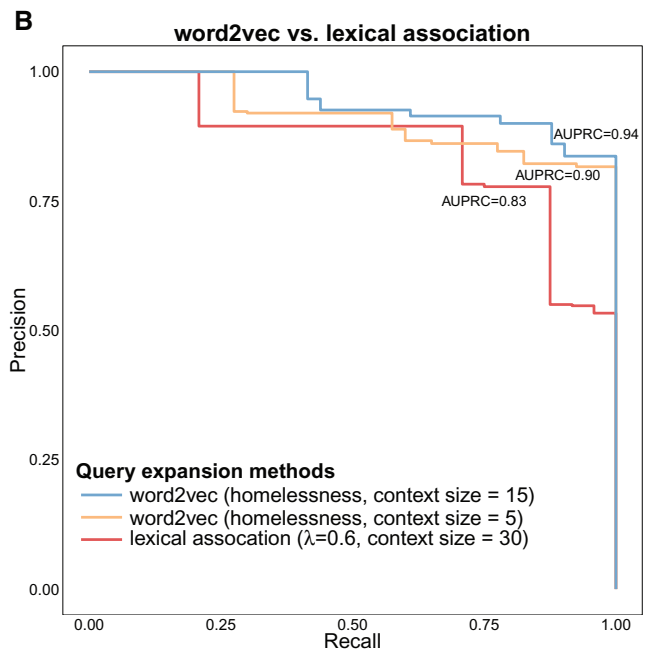 B
word2vec vs. lexical association
1.00
AUPRC=0.94
AUPRC=0.90
0.75
AUPRC=0.83
Precision
0.50
0.25
Query expansion methods
word2vec (homelessness, context size = 15)
word2vec (homelessness, context size = 5)
lexical assocation (λ=0.6, context size = 30)
0.00
0.00 0.25 0.50 0.75 1.00
Recall